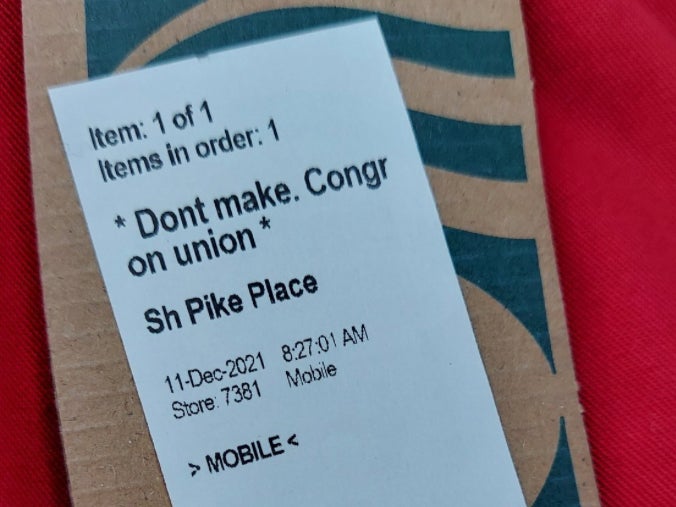 Item: 1 of 1
Items in order: 1
* Dont make. Congr
on union *
Sh Pike Place
11-Dec-2021 8:27:01 AM
Store: 7381 Mobile
> MOBILE <